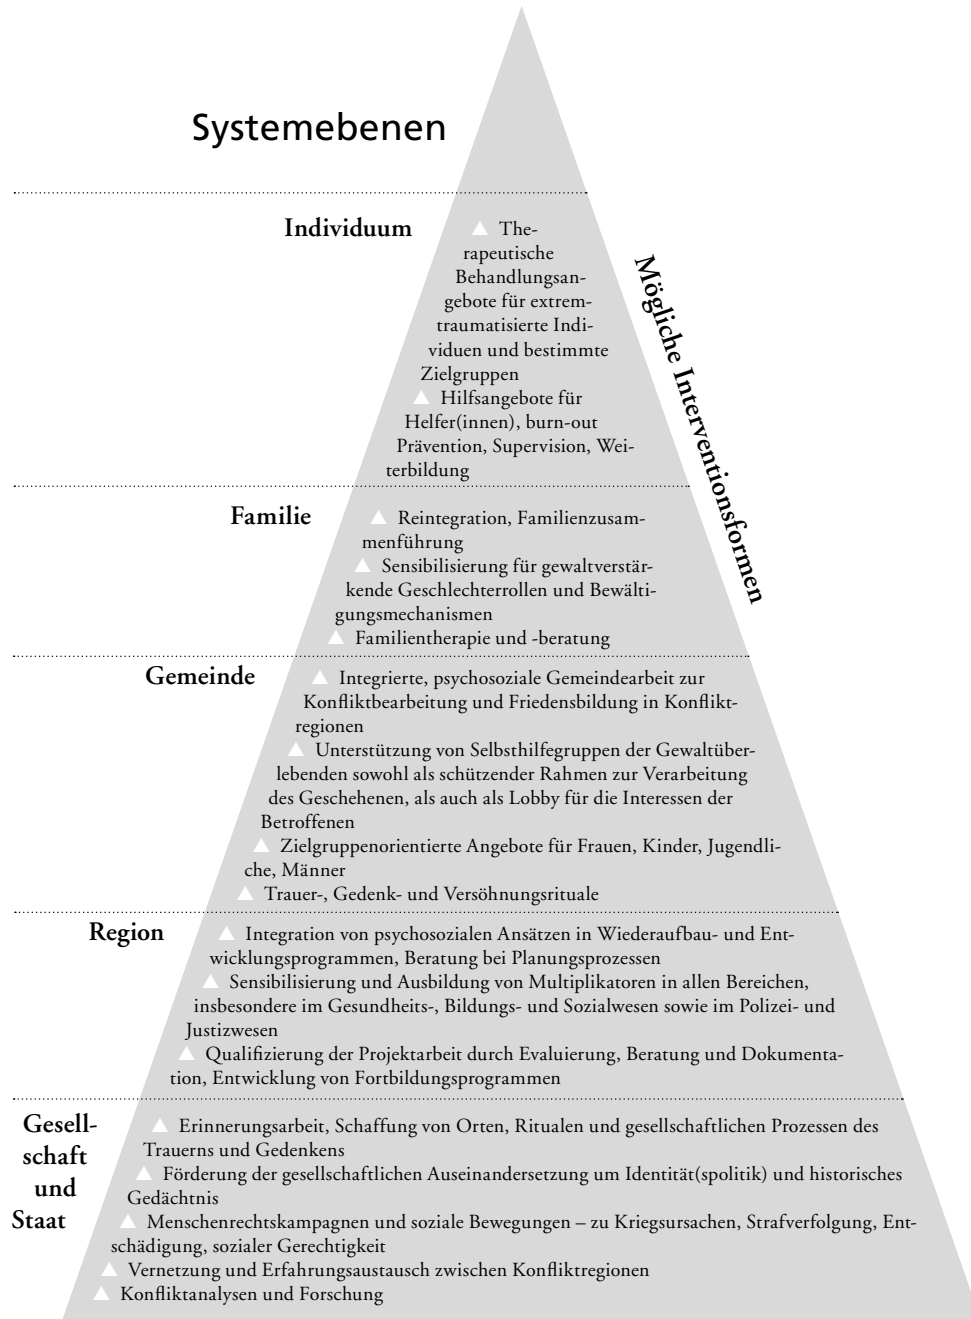 Systemebenen
Individuum
▲ The-
rapeutische
Behandlungsan-
gebote für extrem-
traumatisierte Indi-
viduen und bestimmte
Zielgruppen
▲ Hilfsangebote für
Helfer(innen), burn-out
Prävention, Supervision, Wei-
terbildung
Mögliche Interventionsformen
Familie
▲ Reintegration, Familienzusam-
menführung
▲ Sensibilisierung für gewaltverstär-
kende Geschlechterrollen und Bewälti-
gungsmechanismen
▲ Familientherapie und -beratung
Gemeinde
▲ Integrierte, psychosoziale Gemeindearbeit zur
Konfliktbearbeitung und Friedensbildung in Konflikt-
regionen
▲ Unterstützung von Selbsthilfegruppen der Gewaltüber-
lebenden sowohl als schützender Rahmen zur Verarbeitung
des Geschehenen, als auch als Lobby für die Interessen der
Betroffenen
▲ Zielgruppenorientierte Angebote für Frauen, Kinder, Jugendli-
che, Männer
▲ Trauer-, Gedenk- und Versöhnungsrituale
Region
▲ Integration von psychosozialen Ansätzen in Wiederaufbau- und Ent-
wicklungsprogrammen, Beratung bei Planungsprozessen
▲ Sensibilisierung und Ausbildung von Multiplikatoren in allen Bereichen,
insbesondere im Gesundheits-, Bildungs- und Sozialwesen sowie im Polizei- und
Justizwesen
▲ Qualifizierung der Projektarbeit durch Evaluierung, Beratung und Dokumenta-
tion, Entwicklung von Fortbildungsprogrammen
Gesell-
schaft
und
Staat
▲ Erinnerungsarbeit, Schaffung von Orten, Ritualen und gesellschaftlichen Prozessen des
Trauerns und Gedenkens
▲ Förderung der gesellschaftlichen Auseinandersetzung um Identität(spolitik) und historisches
Gedächtnis
▲ Menschenrechtskampagnen und soziale Bewegungen – zu Kriegsursachen, Strafverfolgung, Ent-
schädigung, sozialer Gerechtigkeit
▲ Vernetzung und Erfahrungsaustausch zwischen Konfliktregionen
▲ Konfliktanalysen und Forschung